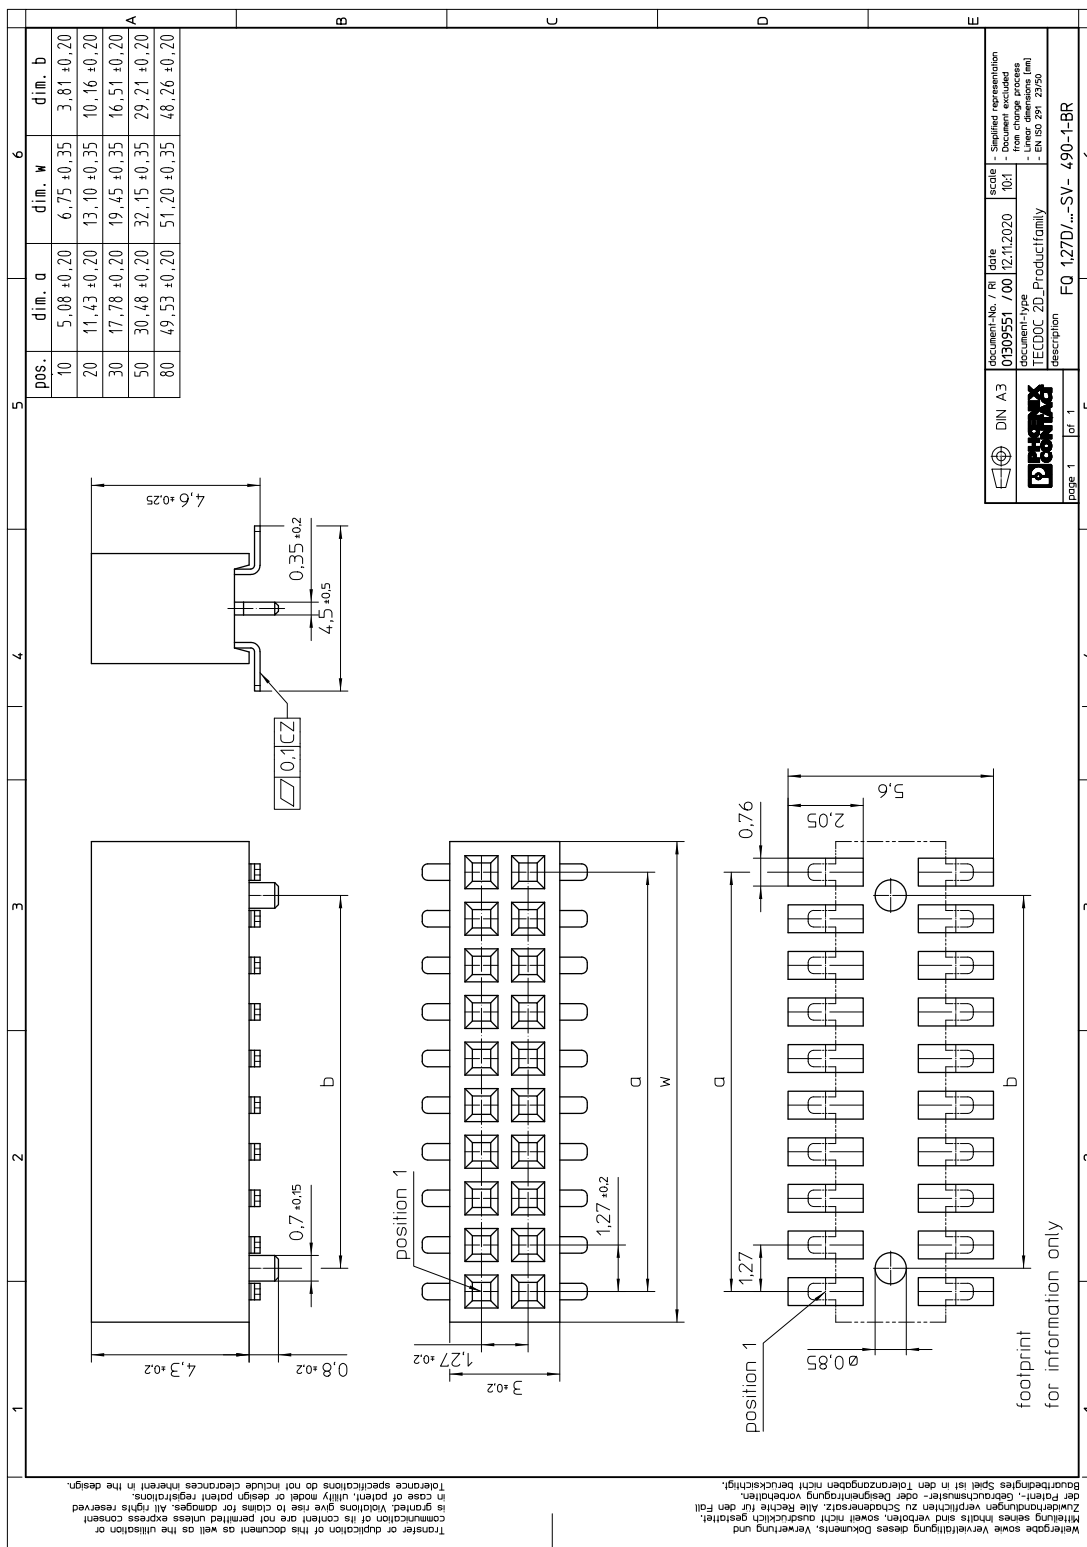 A
B
C
D
E
6
5
4
3
2
1
pos. dim. a dim. w dim. b
10 5,08 ±0,20 6,75 ±0,35 3,81 ±0,20
20 11,43 ±0,20 13,10 ±0,35 10,16 ±0,20
30 17,78 ±0,20 19,45 ±0,35 16,51 ±0,20
50 30,48 ±0,20 32,15 ±0,35 29,21 ±0,20
80 49,53 ±0,20 51,20 ±0,35 48,26 ±0,20
4,6 ±0,25
0,35 ±0,2
4,5 ±0,5
0,1 CZ
4,3 ±0,2
0,8 ±0,2
0,7 ±0,15
b
position 1
1,27 ±0,2
3 ±0,2
1,27 ±0,2
a
w
position 1
1,27
a
0,76
2,05
5,6
Ø 0,85
b
footprint
for information only
DIN A3
PHOENIX
CONTACT
page 1 of 1
document-No. / RI
01309551 / 00
date
12.11.2020
scale
10:1
- Simplified representation
- Document excluded
from change process
- Linear dimensions [mm]
- EN ISO 291 23/50
document-type
TECDOC 2D_Productfamily
description
FQ 1,27D/...-SV- 490-1-BR
Transfer or duplication of this document as well as the utilisation or
communication of its content are not permitted unless express consent
is granted. Violations give rise to claims for damages. All rights reserved
in case of patent, utility model or design patent registrations.
Tolerance specifications do not include clearances inherent in the design.
Weitergabe sowie Vervielfältigung dieses Dokuments, Verwertung und
Mitteilung seines Inhalts sind verboten, soweit nicht ausdrücklich gestattet.
Zuwiderhandlungen verpflichten zu Schadenersatz. Alle Rechte für den Fall
der Patent-, Gebrauchsmuster- oder Designeintragung vorbehalten.
Bauartbedingtes Spiel ist in den Toleranzangaben nicht berücksichtigt.